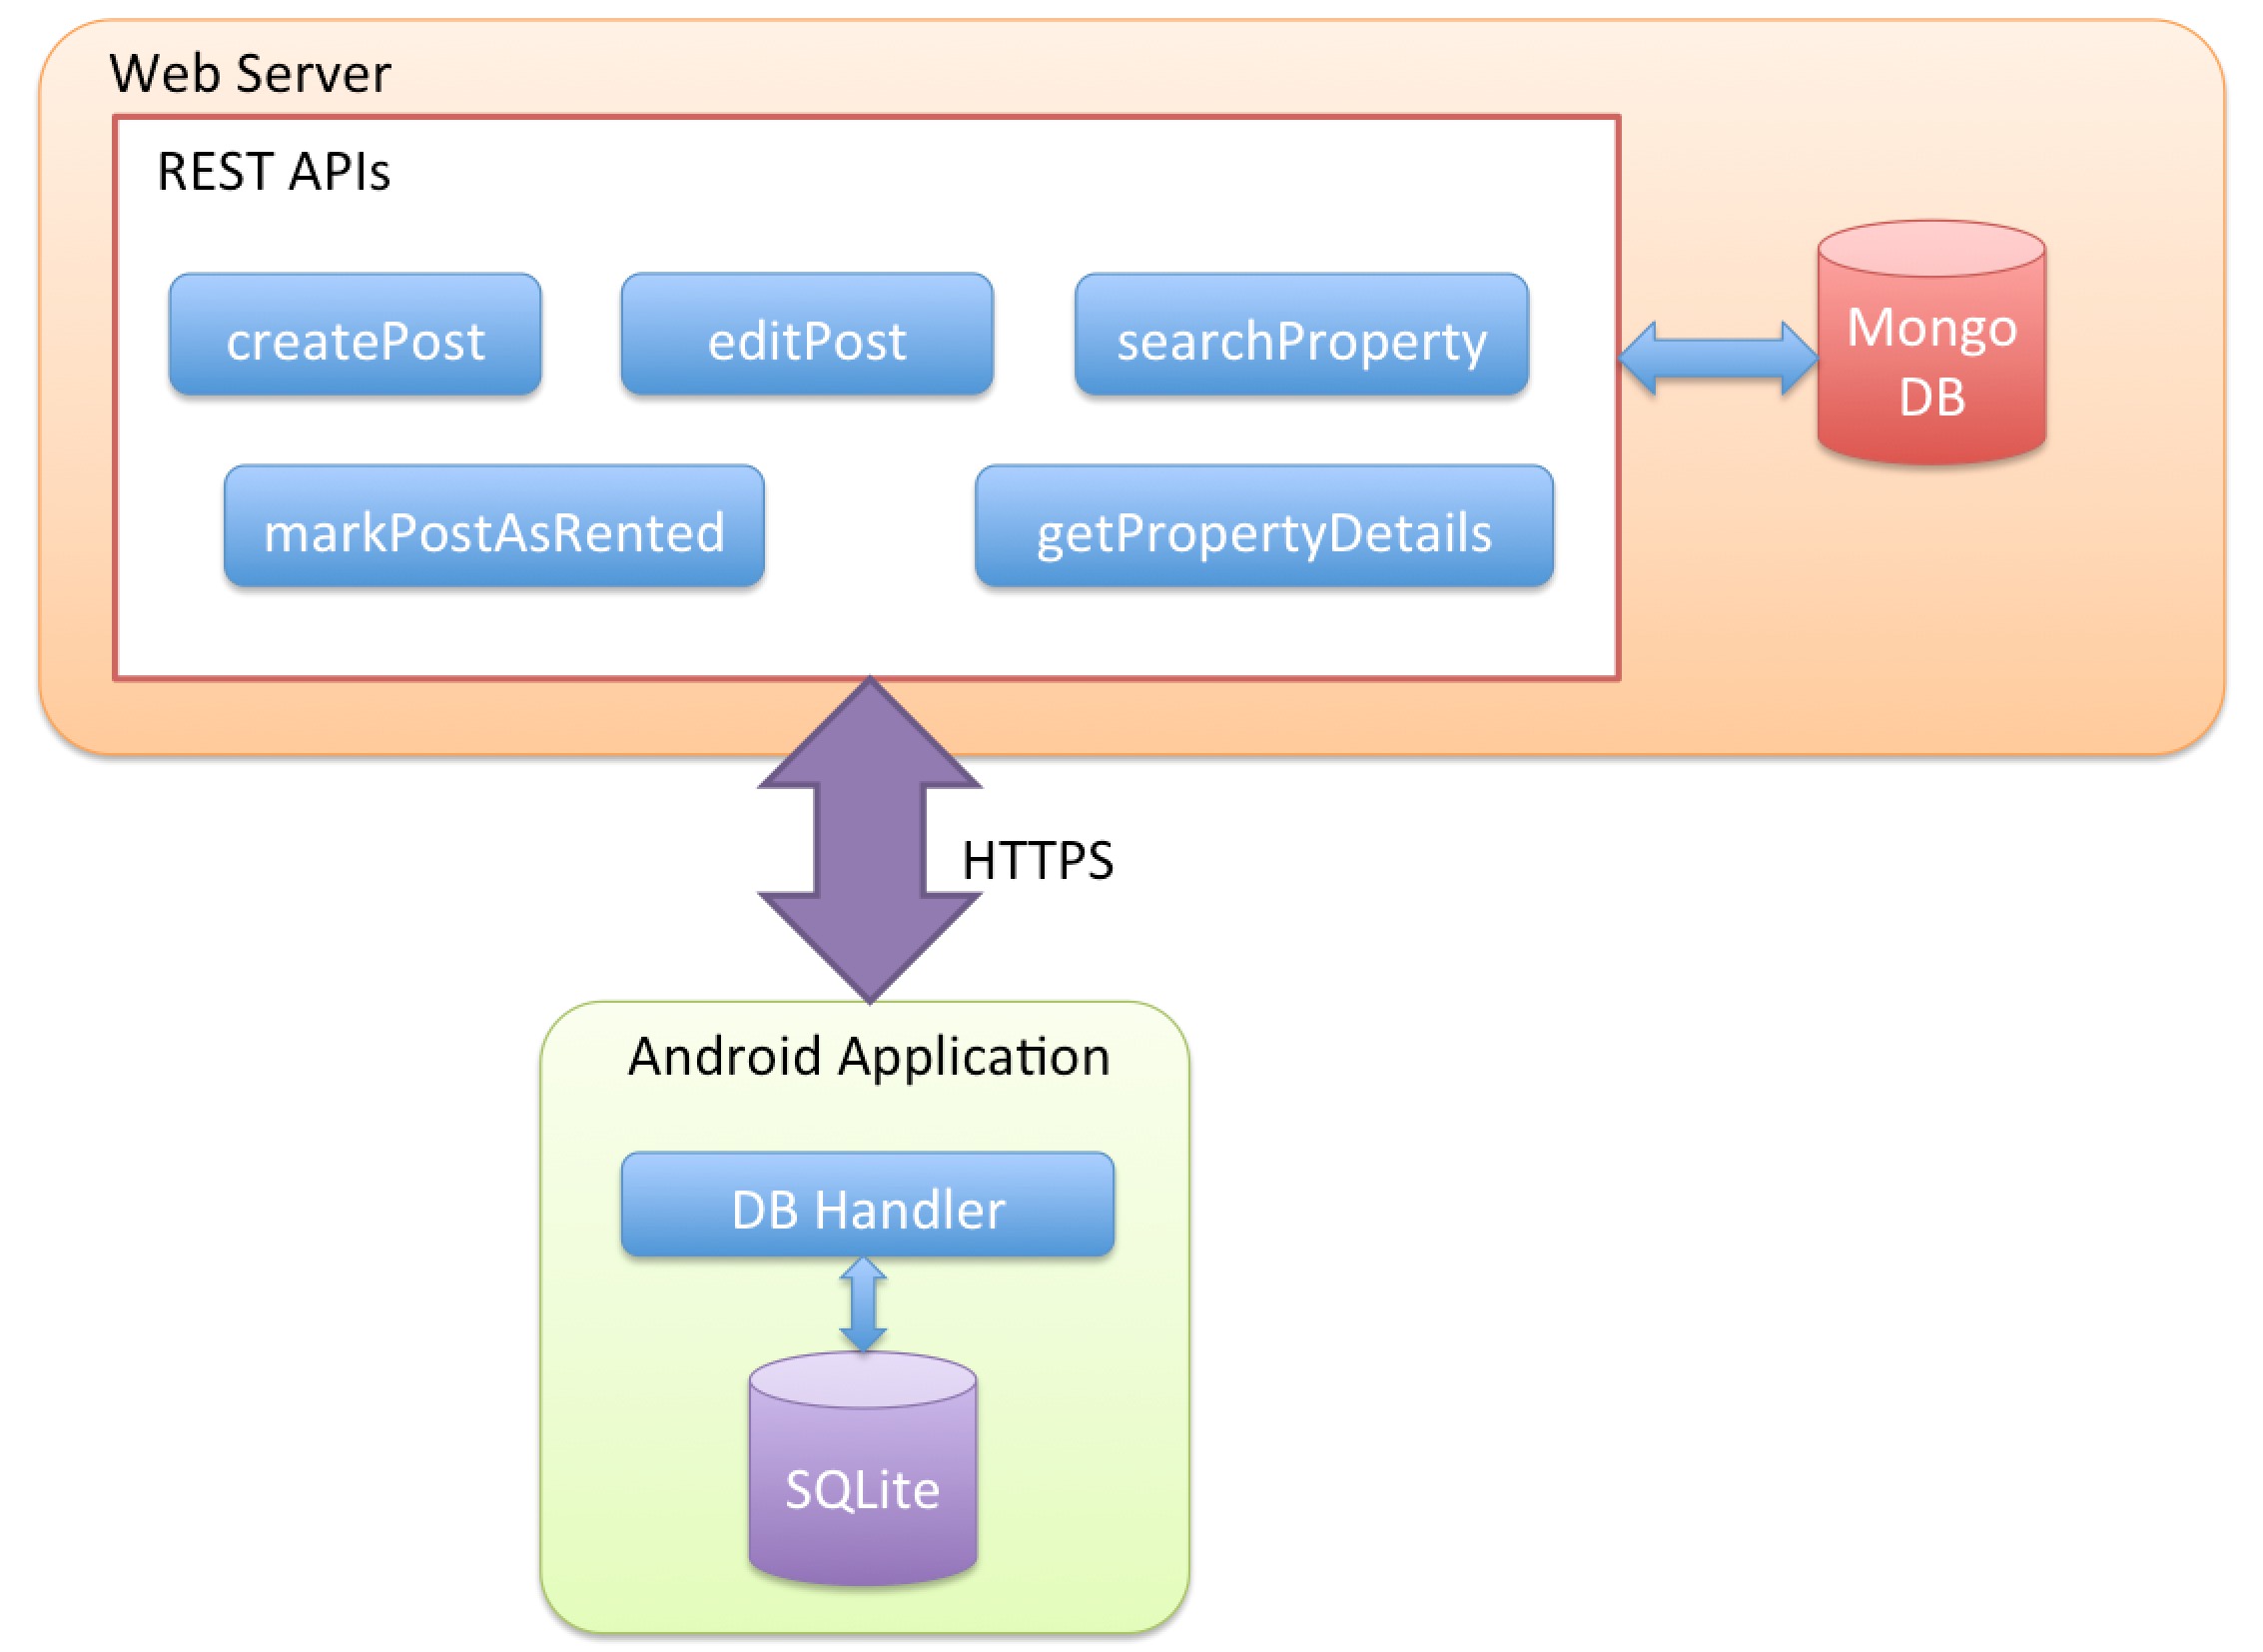 Web Server
REST APIs
createPost
editPost
searchProperty
Mongo
DB
markPostAsRented
getPropertyDetails
HTTPS
Android Application
DB Handler
SQLite